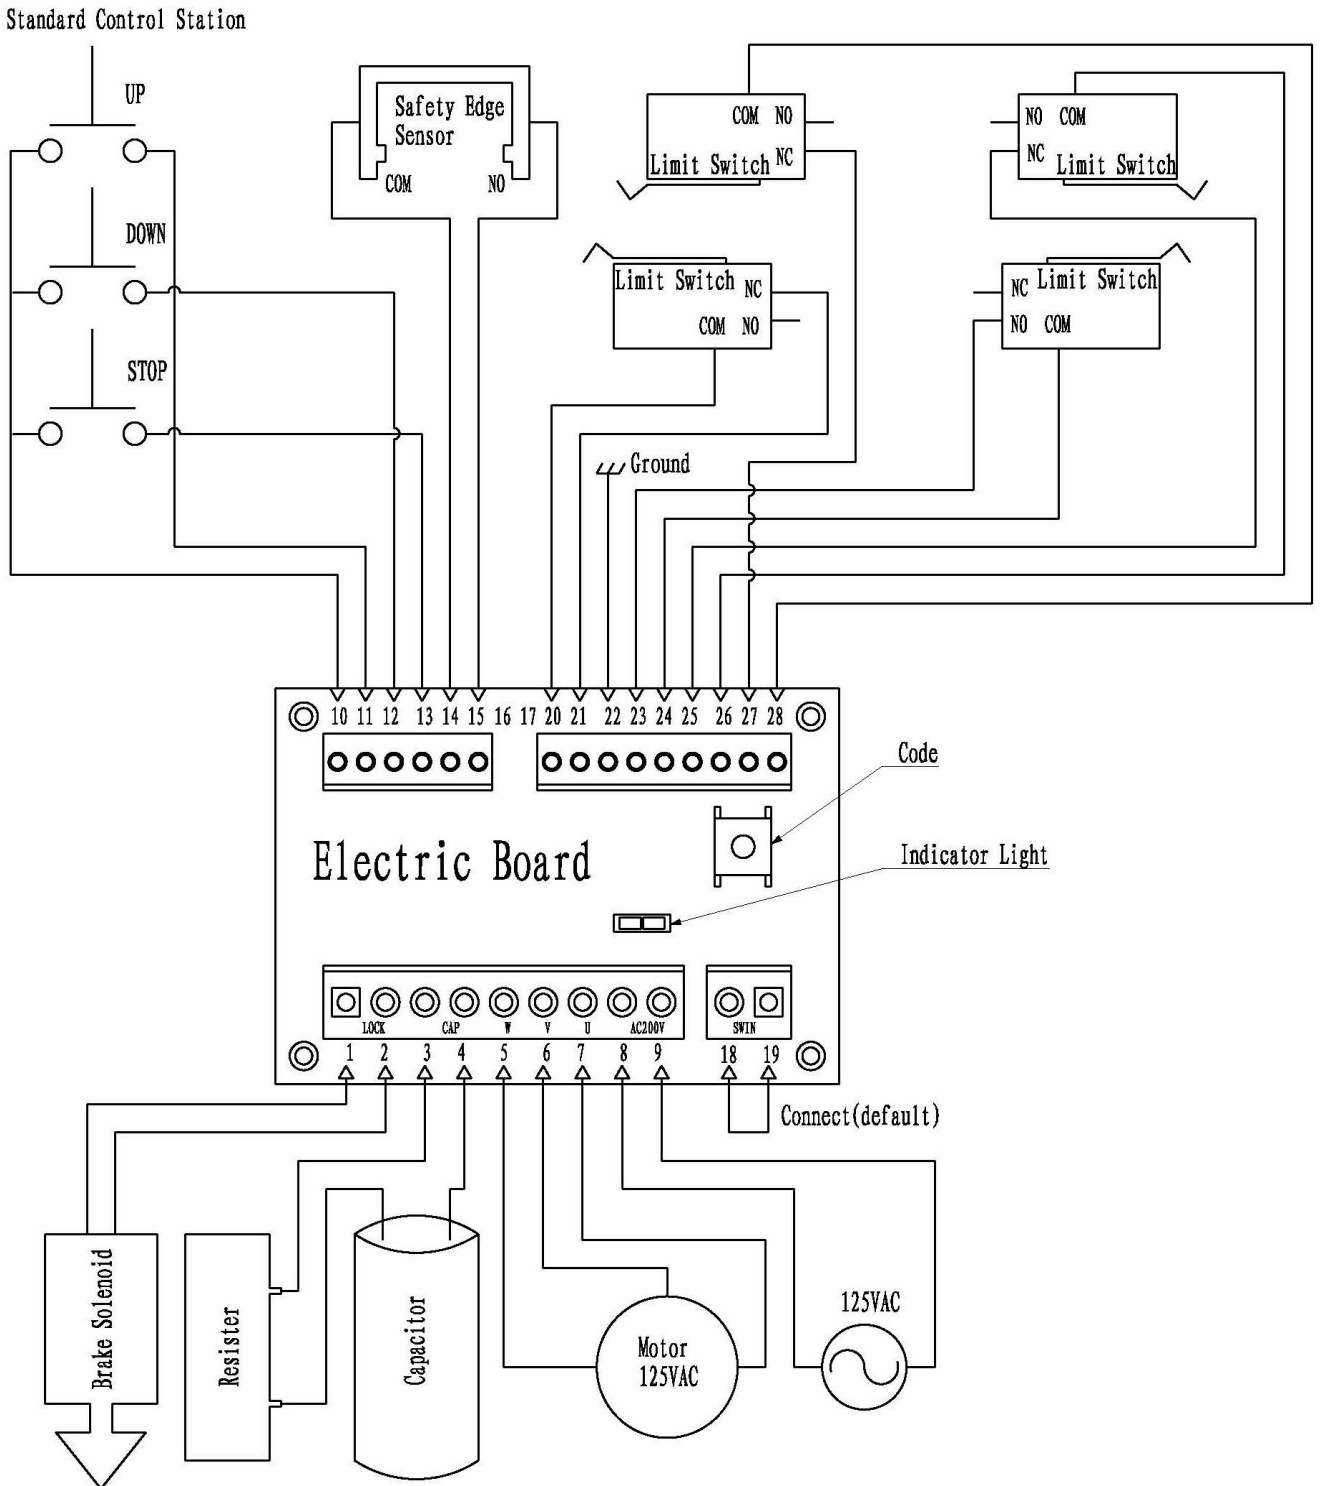 Standard Control Station
UP
DOWN
STOP
Safety Edge
Sensor
COM NO
COM NO
NC
Limit Switch
NO COM
NC
Limit Switch
Limit Switch NC
COM NO
NC Limit Switch
NO COM
Ground
10 11 12 13 14 15 16 17 20 21 22 23 24 25 26 27 28
Code
Electric Board
Indicator Light
LOCK CAP W V U AC200V SWIN
1 2 3 4 5 6 7 8 9 18 19
Connect(default)
Brake Solenoid
Resister
Capacitor
Motor
125VAC
125VAC